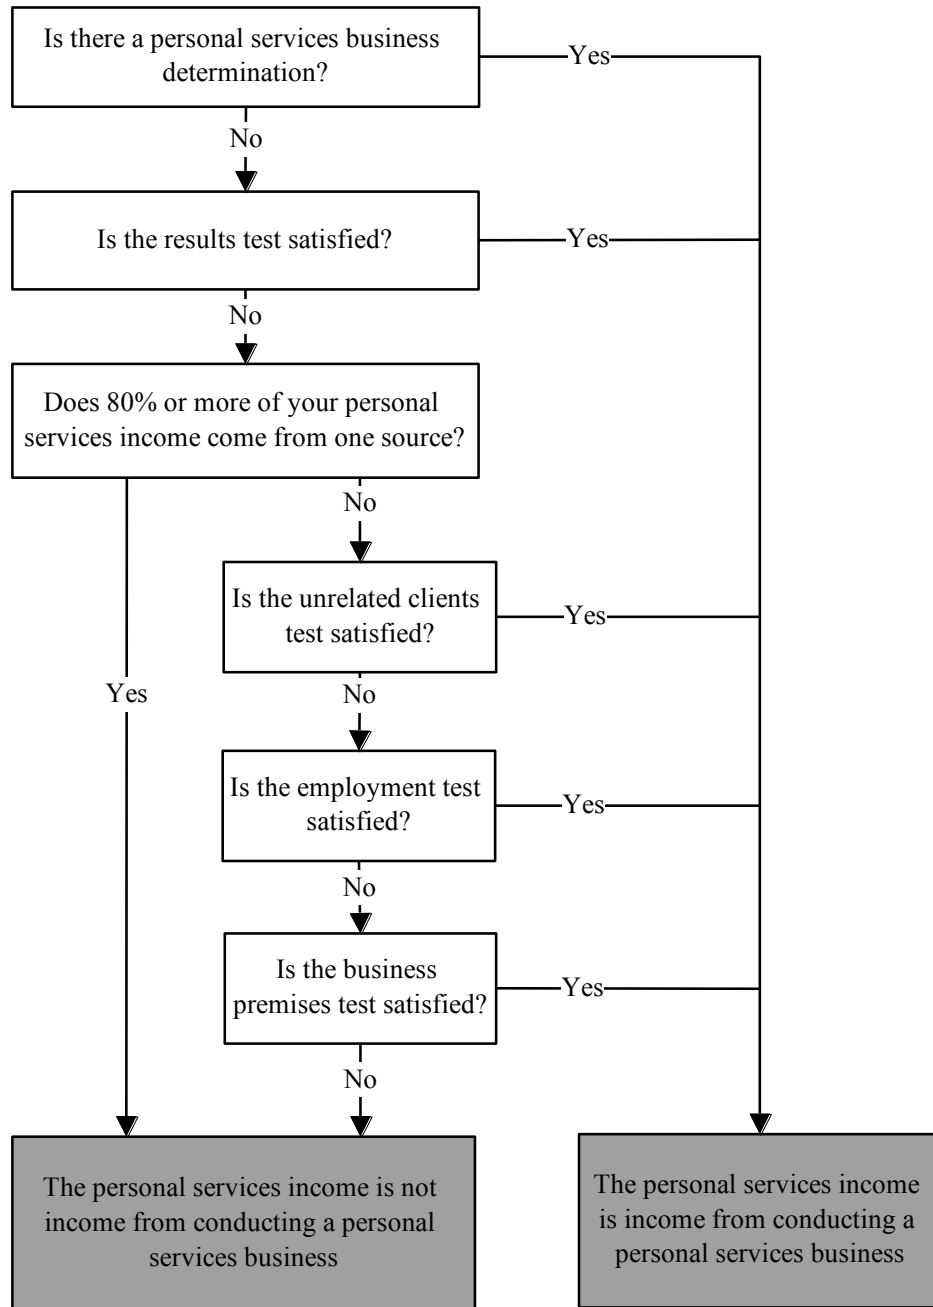 Is there a personal services business
determination?
Yes
No
Is the results test satisfied?
Yes
No
Does 80% or more of your personal
services income come from one source?
No
Is the unrelated clients
test satisfied?
Yes
Yes
No
Is the employment test
satisfied?
Yes
No
Is the business
premises test satisfied?
Yes
No
The personal services income is not
income from conducting a personal
services business
The personal services income
is income from conducting a
personal services business